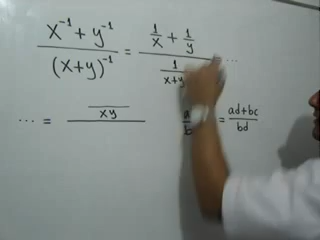 x⁻¹ + y⁻¹ / (x+y)⁻¹ = 1/x + 1/y / 1/x+y ...
... = / xy a/b = ad+bc/bd